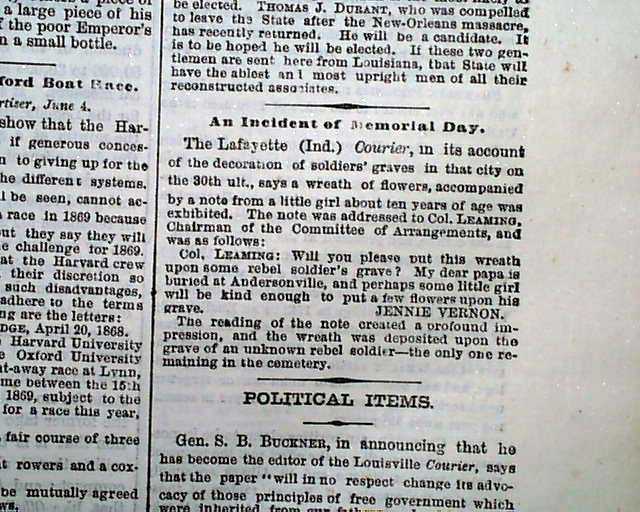 a large piece of his
f the poor Emperor's
n a small bottle.
ford Boat Race.
rtiser, June 4.
show that the Har-
if generous conces-
n to giving up for the
he different systems.
l be seen, cannot ac-
a race in 1869 because
out they say they will
e challenge for 1869.
at the Harvard crew
their discretion so
such disadvantages,
adhere to the terms
ng are the letters:
DGE, April 20, 1868.
Harvard University
e Oxford University
ht-away race at Lynn,
me between the 15th
1869, subject to the
for a race this year,
fair course of three
t rowers and a cox-
be mutually agreed
ws.
be elected. THOMAS J. DURANT, who was compelled
to leave the State after the New-Orleans massacre,
has recently returned. He will be a candidate. It
is to be hoped he will be elected. If these two gen-
tlemen are sent here from Louisiana, that State will
have the ablest and most upright men of all their
reconstructed associates.
An Incident of Memorial Day.
The Lafayette (Ind.) Courier, in its account
of the decoration of soldiers' graves in that city on
the 30th ult., says a wreath of flowers, accompanied
by a note from a little girl about ten years of age was
exhibited. The note was addressed to Col. LEAMING,
Chairman of the Committee of Arrangements, and
was as follows:
Col. LEAMING: Will you please put this wreath
upon some rebel soldier's grave? My dear papa is
buried at Andersonville, and perhaps some little girl
will be kind enough to put a few flowers upon his
grave. JENNIE VERNON.
The reading of the note created a profound im-
pression, and the wreath was deposited upon the
grave of an unknown rebel soldier—the only one re-
maining in the cemetery.
POLITICAL ITEMS.
Gen. S. B. BUCKNER, in announcing that he
has become the editor of the Louisville Courier, says
that the paper "will in no respect change its advo-
cacy of those principles of free government which
were inherited from our